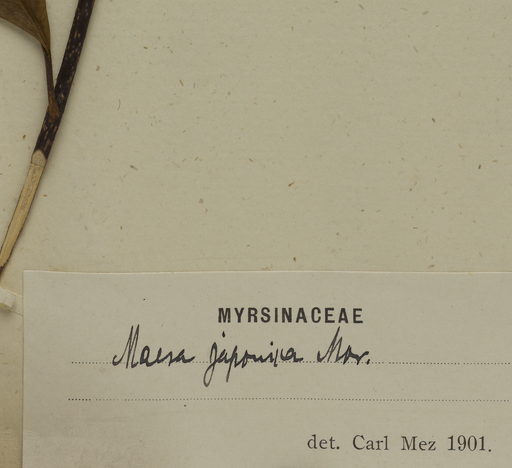 MYRSINACEAE
Maesa japonica Mor.
det. Carl Mez 1901.